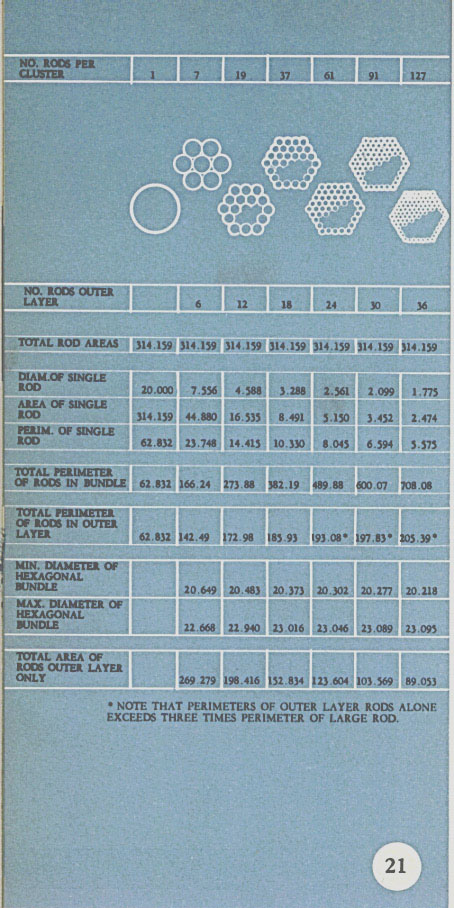 NO. RODS PER
CLUSTER 1 7 19 37 61 91 127
NO. RODS OUTER
LAYER 6 12 18 24 30 36
TOTAL ROD AREAS 314.159 314.159 314.159 314.159 314.159 314.159 314.159
DIAM.OF SINGLE
ROD 20.000 7.556 4.588 3.288 2.561 2.099 1.775
AREA OF SINGLE
ROD 314.159 44.880 16.535 8.491 5.150 3.452 2.474
PERIM. OF SINGLE
ROD 62.832 23.748 14.415 10.330 8.045 6.594 5.575
TOTAL PERIMETER
OF RODS IN BUNDLE 62.832 166.24 273.88 382.19 489.88 600.07 708.08
TOTAL PERIMETER
OF RODS IN OUTER
LAYER 62.832 142.49 172.98 185.93 193.08* 197.83* 205.39*
MIN. DIAMETER OF
HEXAGONAL
BUNDLE 20.649 20.483 20.373 20.302 20.277 20.218
MAX. DIAMETER OF
HEXAGONAL
BUNDLE 22.668 22.940 23.016 23.046 23.089 23.095
TOTAL AREA OF
RODS OUTER LAYER
ONLY 269 279 198.416 152.834 123.604 103.569 89.053
* NOTE THAT PERIMETERS OF OUTER LAYER RODS ALONE
EXCEEDS THREE TIMES PERIMETER OF LARGE ROD.
21